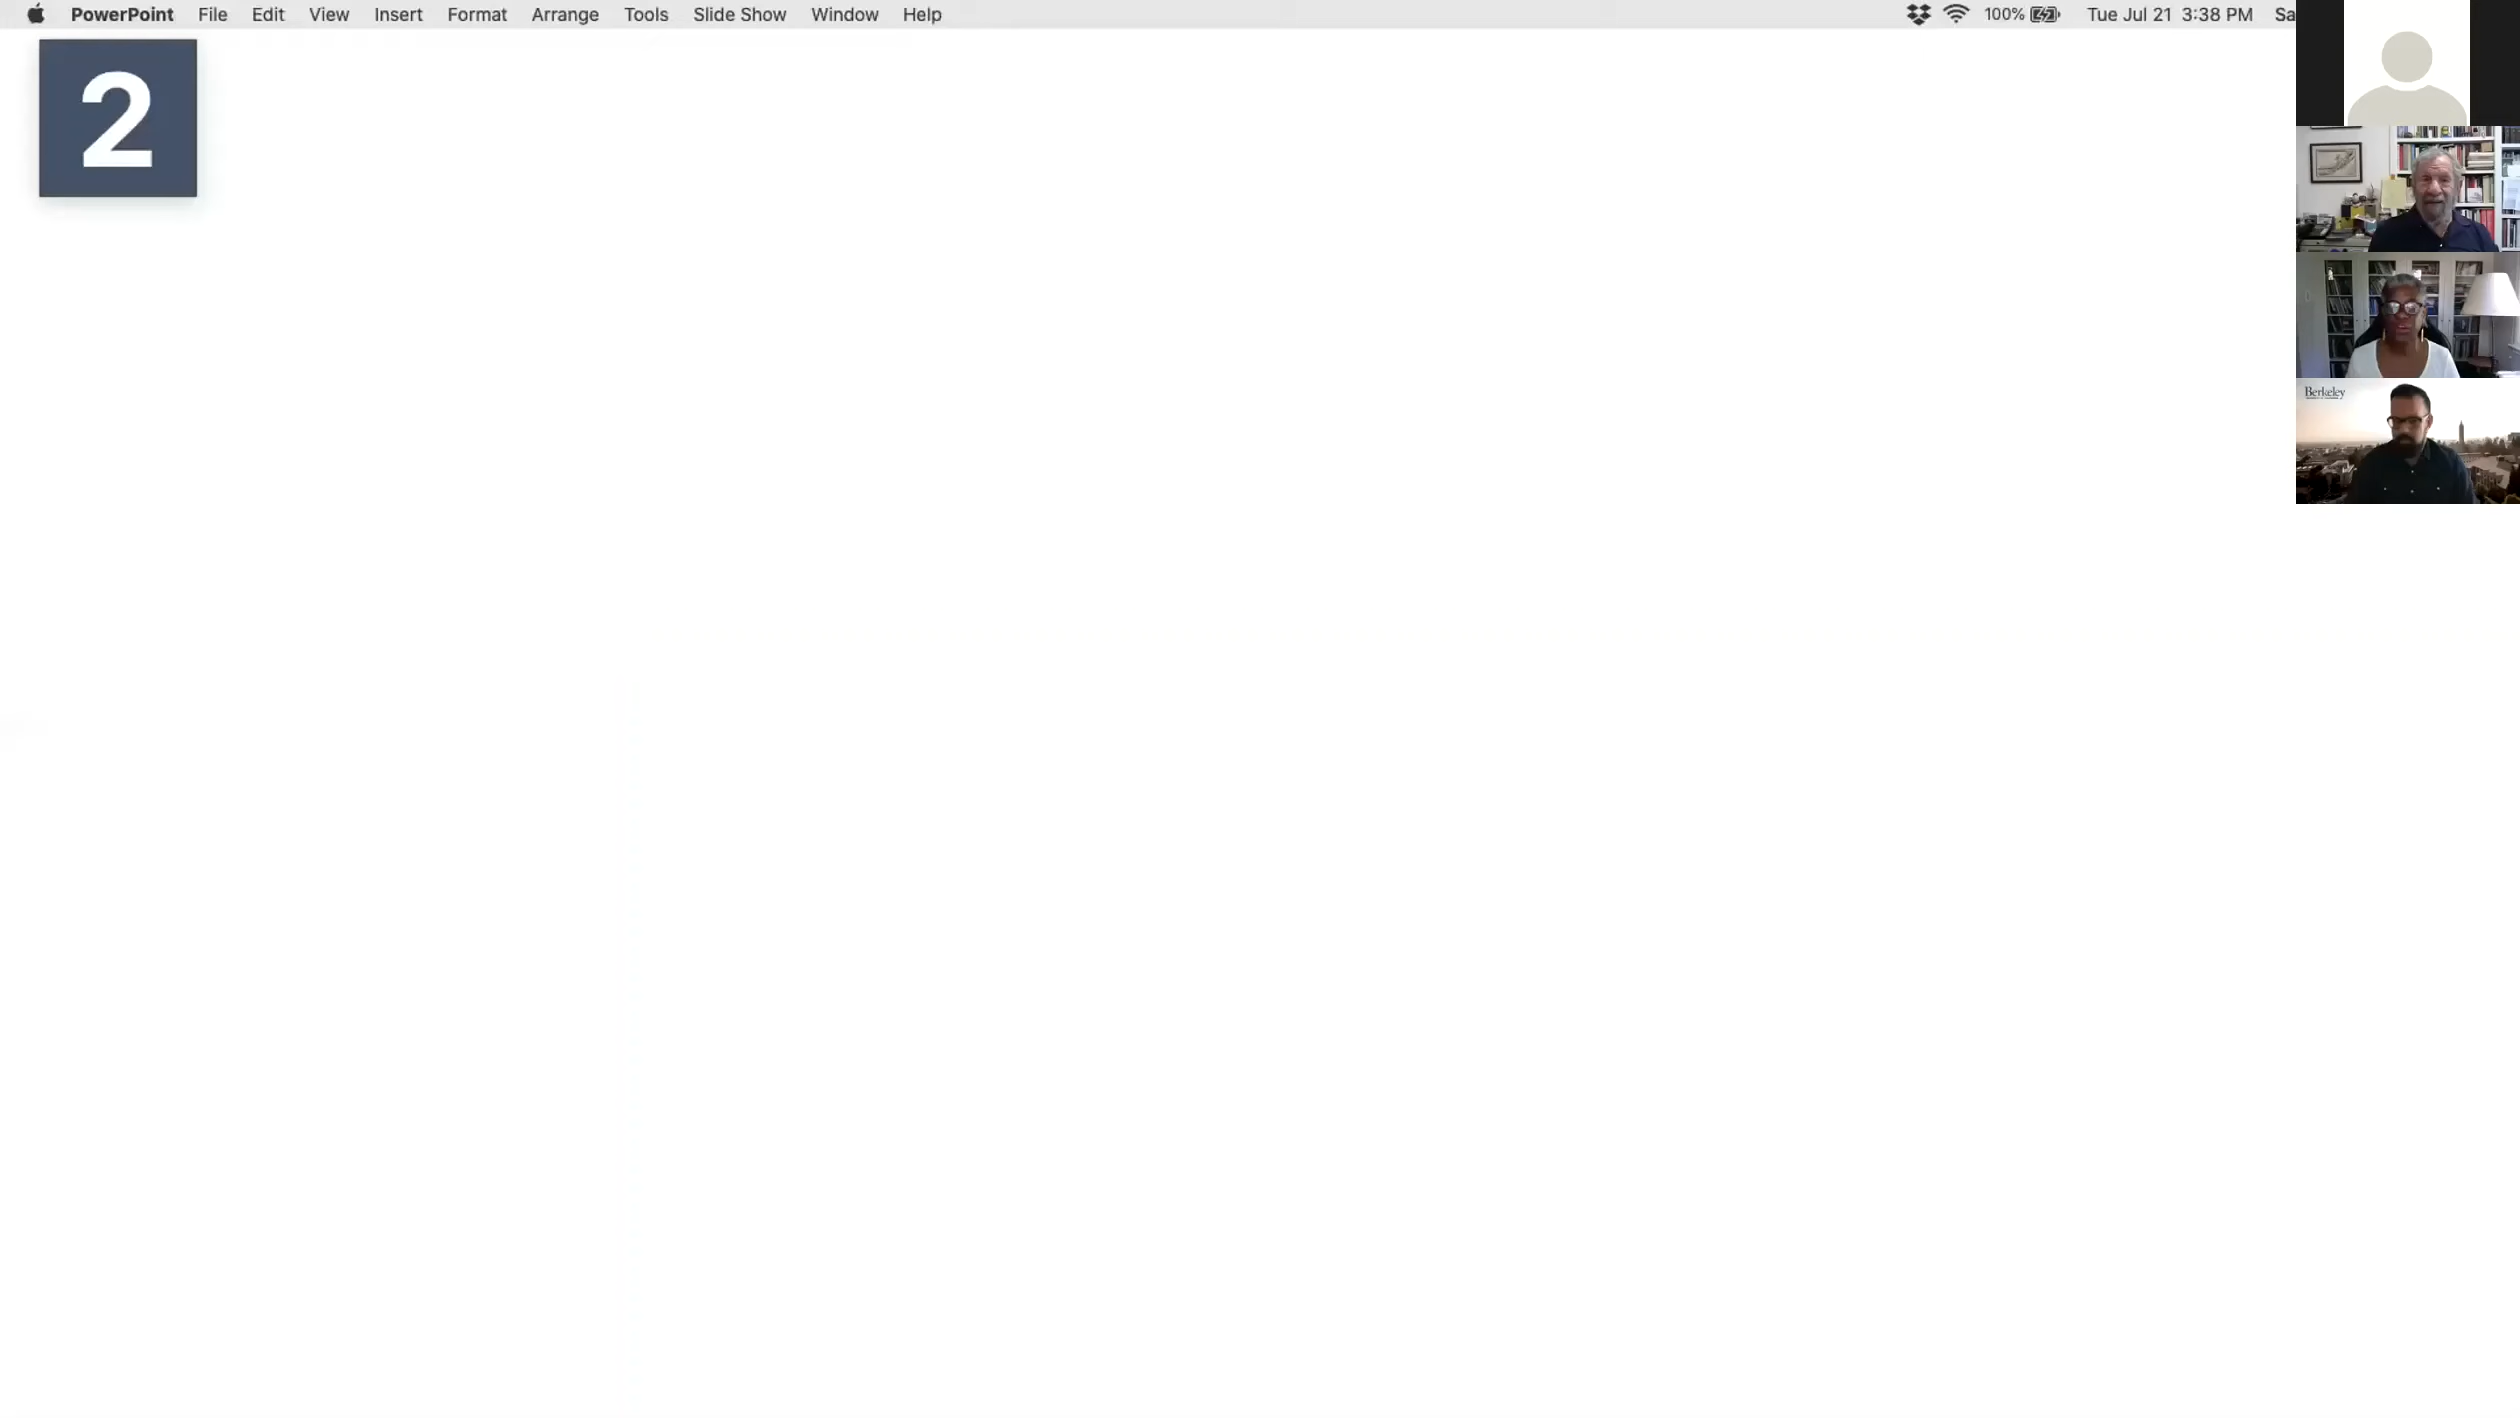 PowerPoint File Edit View Insert Format Arrange Tools Slide Show Window Help 100% Tue Jul 21 3:38 PM Sa
2
Berkeley